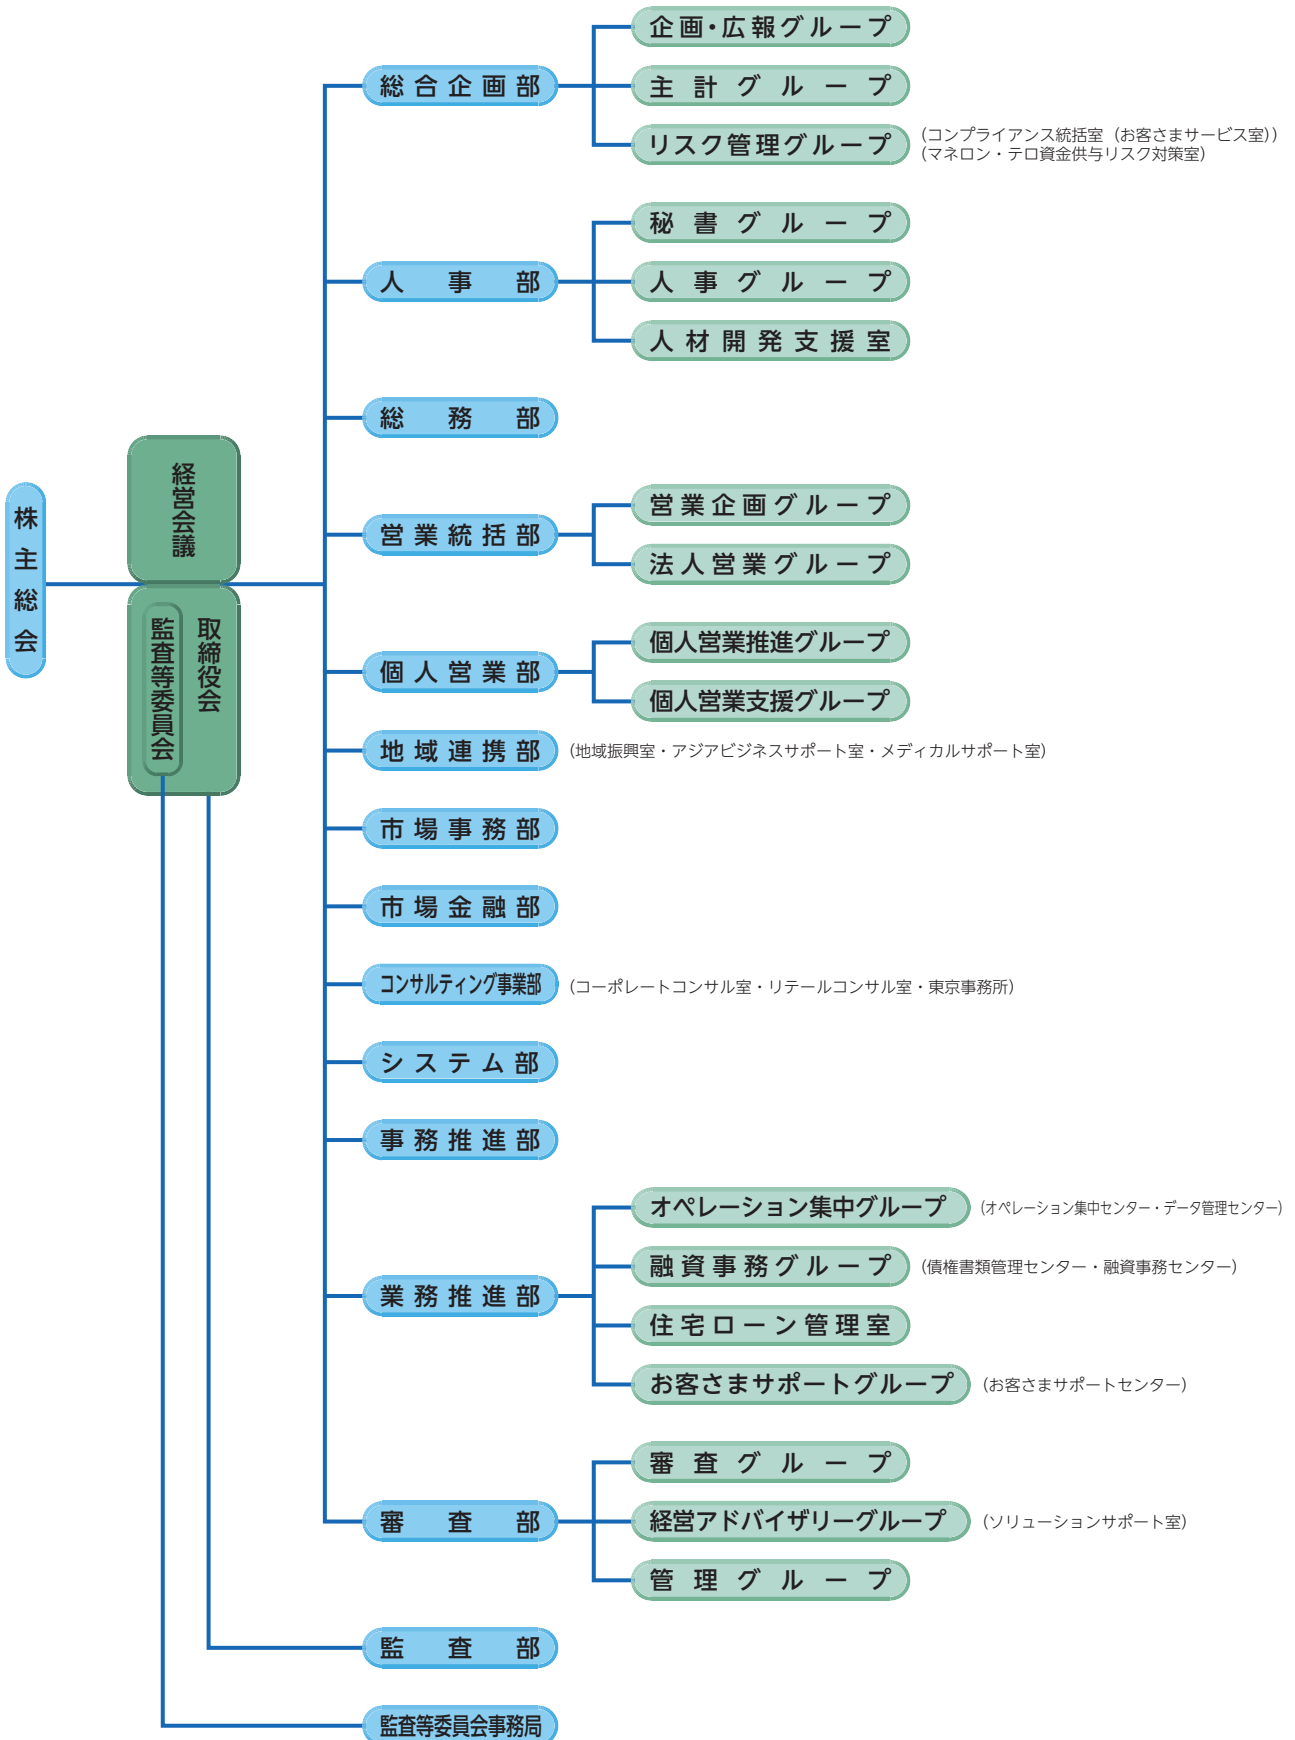 株主総会
経営会議
取締役会
監査等委員会
総合企画部
企画・広報グループ
主計グループ
リスク管理グループ
(コンプライアンス統括室（お客さまサービス室))
(マネロン・テロ資金供与リスク対策室)
人事部
秘書グループ
人事グループ
人材開発支援室
総務部
営業統括部
営業企画グループ
法人営業グループ
個人営業部
個人営業推進グループ
個人営業支援グループ
地域連携部
(地域振興室・アジアビジネスサポート室・メディカルサポート室)
市場事務部
市場金融部
コンサルティング事業部
(コーポレートコンサル室・リテールコンサル室・東京事務所)
システム部
事務推進部
業務推進部
オペレーション集中グループ
(オペレーション集中センター・データ管理センター)
融資事務グループ
(債権書類管理センター・融資事務センター)
住宅ローン管理室
お客さまサポートグループ
(お客さまサポートセンター)
審査部
審査グループ
経営アドバイザリーグループ
(ソリューションサポート室)
管理グループ
監査部
監査等委員会事務局